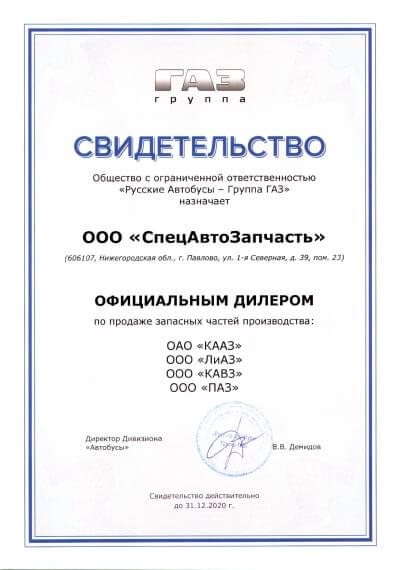 ГАЗ
группа
СВИДЕТЕЛЬСТВО
Общество с ограниченной ответственностью
«Русские Автобусы – Группа ГАЗ»
назначает
ООО «СпецАвтоЗапчасть»
(606107, Нижегородская обл., г. Павлово, ул. 1-я Северная, д. 39, пом. 23)
ОФИЦИАЛЬНЫМ ДИЛЕРОМ
по продаже запасных частей производства:
ОАО «КААЗ»
ООО «ЛиАЗ»
ООО «КАВЗ»
ООО «ПАЗ»
Директор Дивизиона
«Автобусы»
В.В. Демидов
Свидетельство действительно
до 31.12.2020 г.